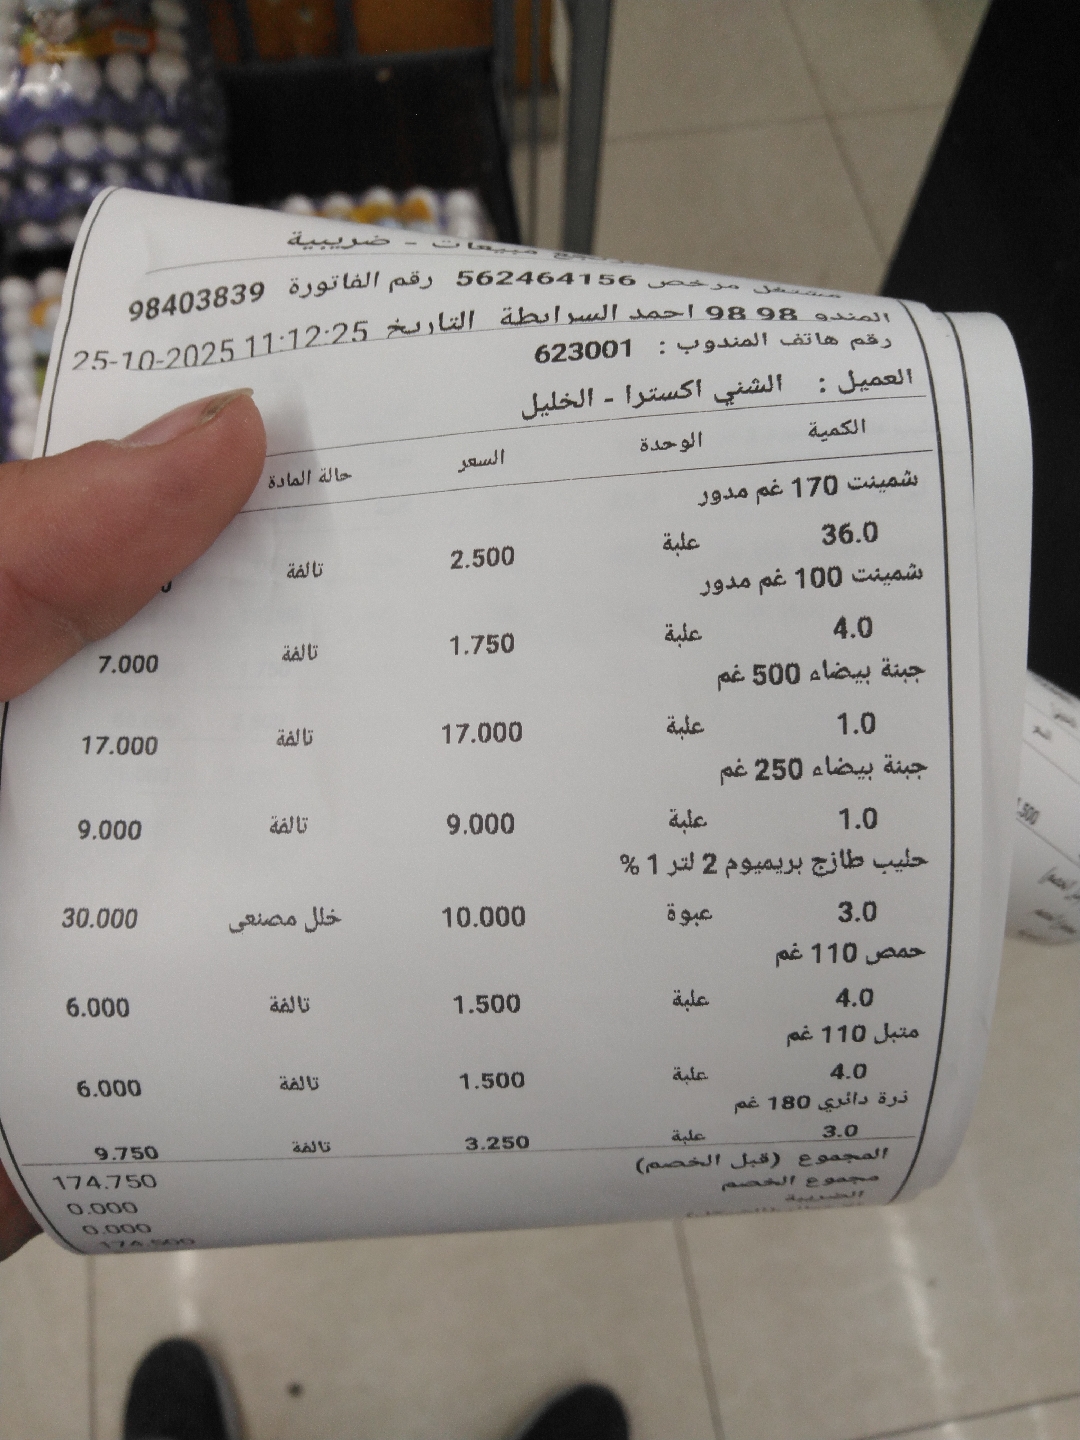 مبيعات - ضريبية
مشتغل مرخص 562464156 رقم الفاتورة 98403839
المندو 98 98 احمد السرابطة التاريخ 25-10-2025 11:12:25
رقم هاتف المندوب : 623001
العميل : الشني اكسترا - الخليل
الكمية الوحدة السعر حالة المادة
شمينت 170 غم مدور
36.0 علبة 2.500 تالفة
شمينت 100 غم مدور
4.0 علبة 1.750 تالفة 7.000
جبنة بيضاء 500 غم
1.0 علبة 17.000 تالفة 17.000
جبنة بيضاء 250 غم
1.0 علبة 9.000 تالفة 9.000
حليب طازج بريميوم 2 لتر 1 %
3.0 عبوة 10.000 خلل مصنعي 30.000
حمص 110 غم
4.0 علبة 1.500 تالفة 6.000
متبل 110 غم
4.0 علبة 1.500 تالفة 6.000
ذرة دائري 180 غم
3.0 علبة 3.250 تالفة 9.750
المجموع (قبل الخصم) 174.750
مجموع الخصم 0.000
الضريبة 0.000